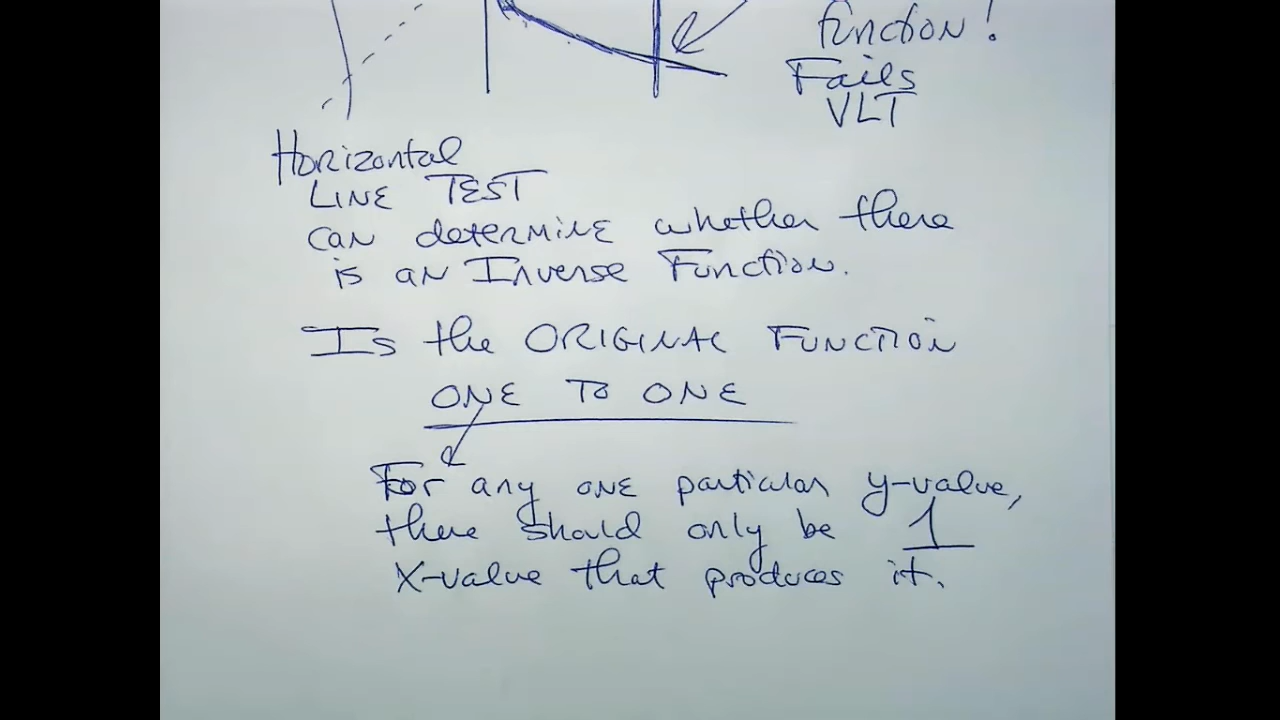 function!
Fails
VLT
Horizontal
LINE TEST
can determine whether there
is an Inverse Function.
Is the ORIGINAL FUNCTION
ONE TO ONE
For any one particular y-value,
there should only be 1
x-value that produces it.